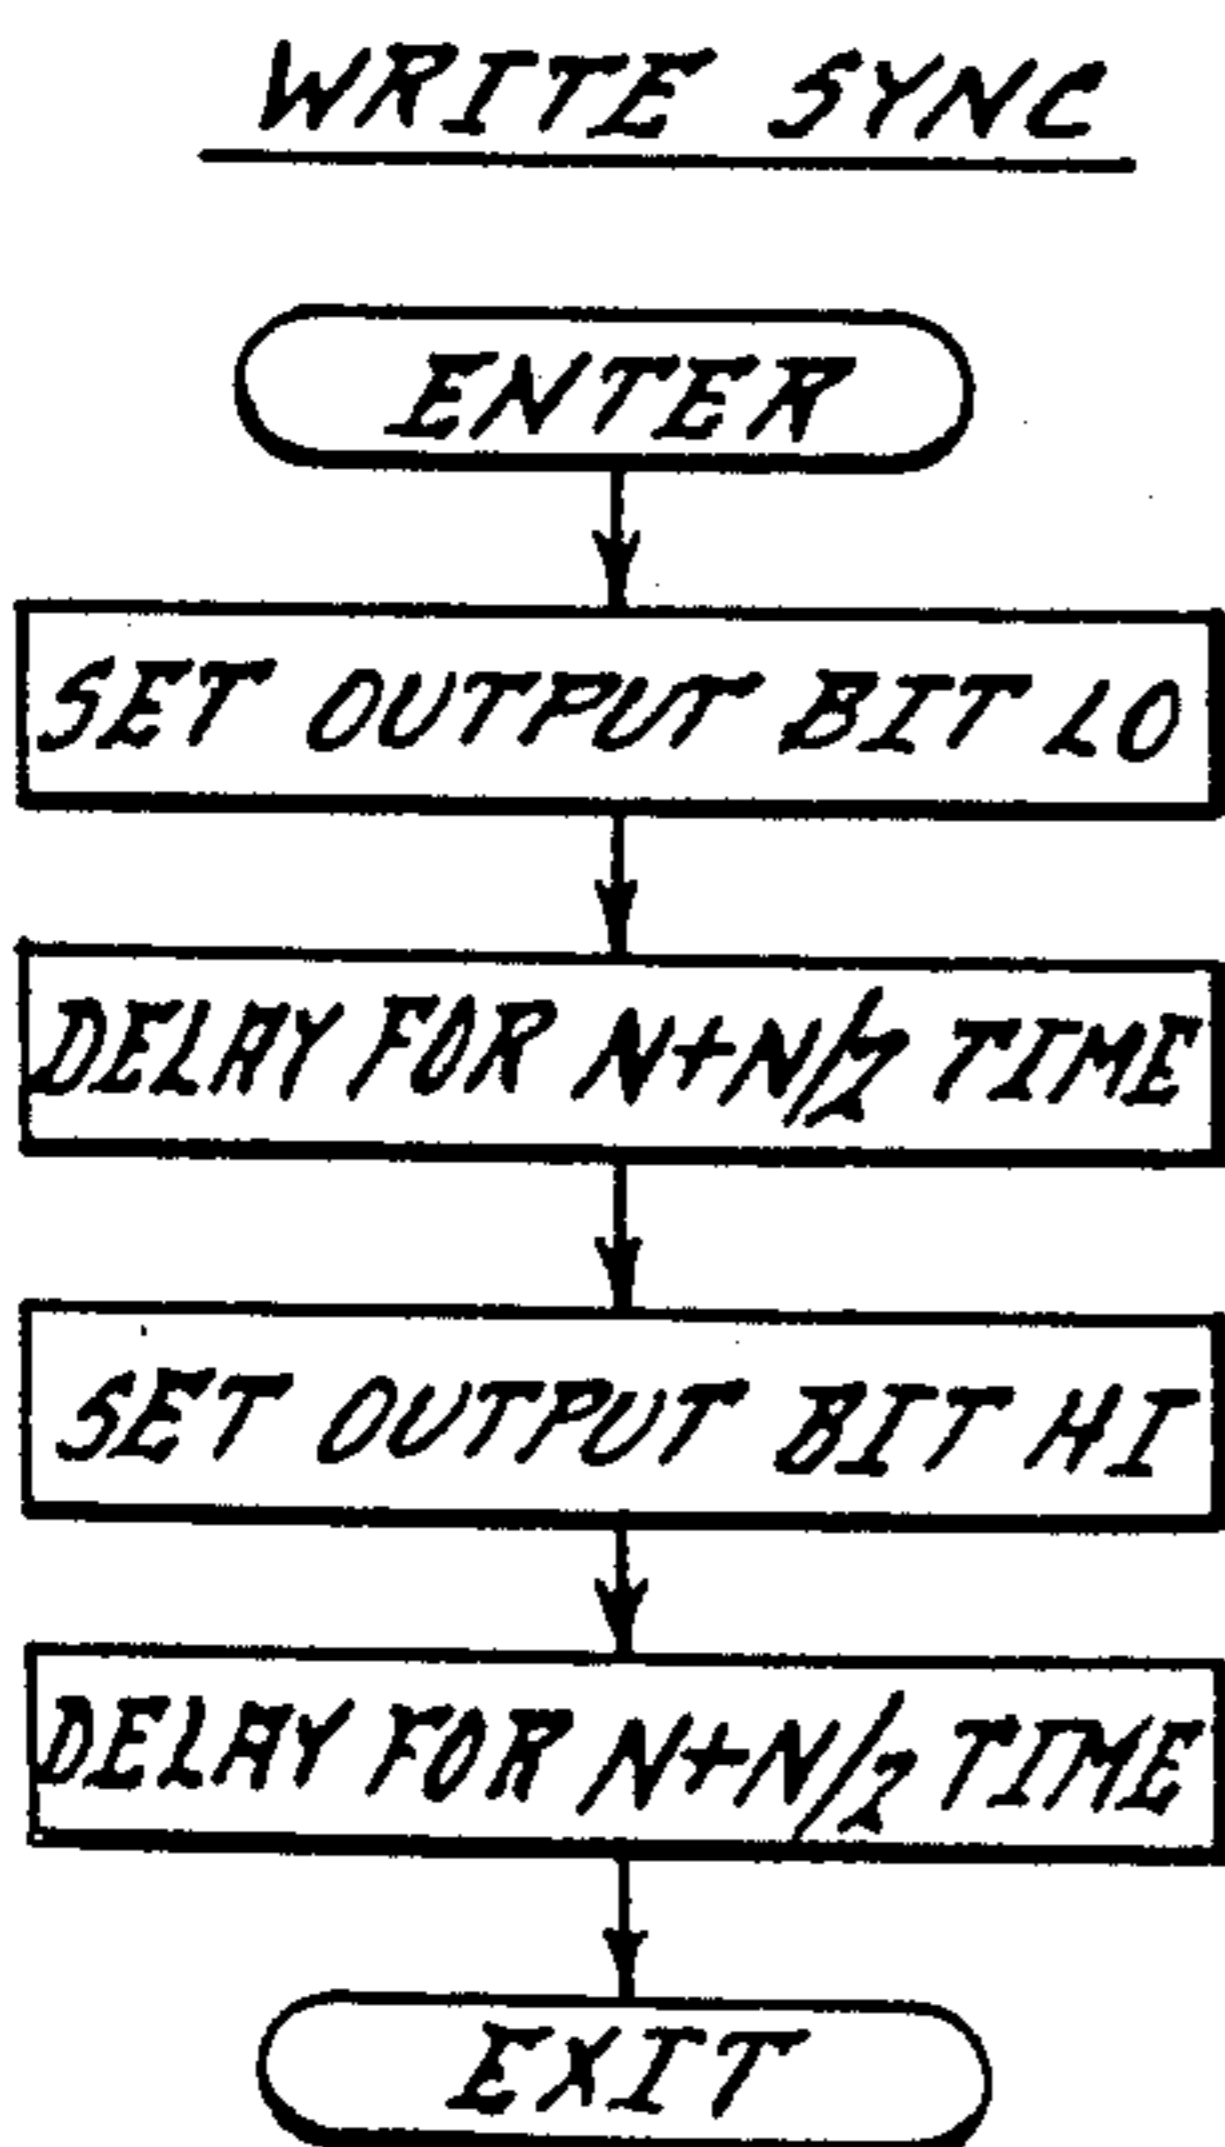 WRITE SYNC
ENTER
SET OUTPUT BIT LO
DELAY FOR N+N/2 TIME
SET OUTPUT BIT HI
DELAY FOR N+N/2 TIME
EXIT